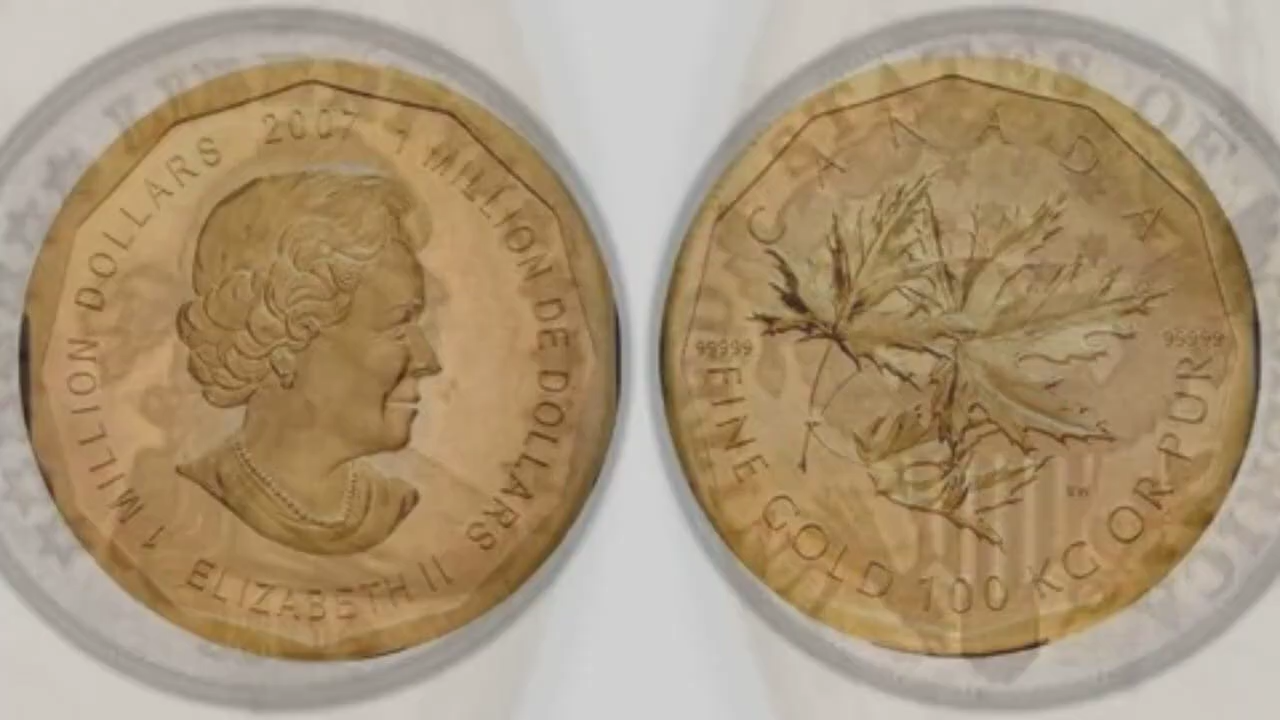 1 MILLION DOLLARS 2007 1 MILLION DE DOLLARS
ELIZABETH II
CANADA
99999 99999
FINE GOLD 100 KG OR PUR